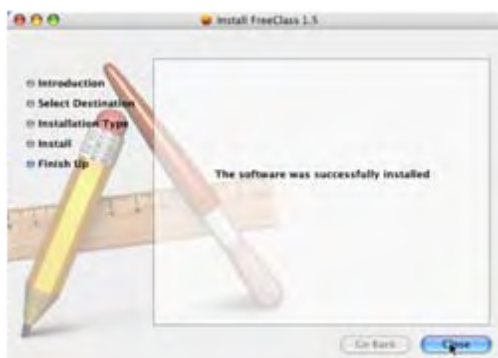 Install FreeClass 1.5
Introduction
Select Destination
Installation Type
Install
Finish Up
The software was successfully installed
Go Back
Close